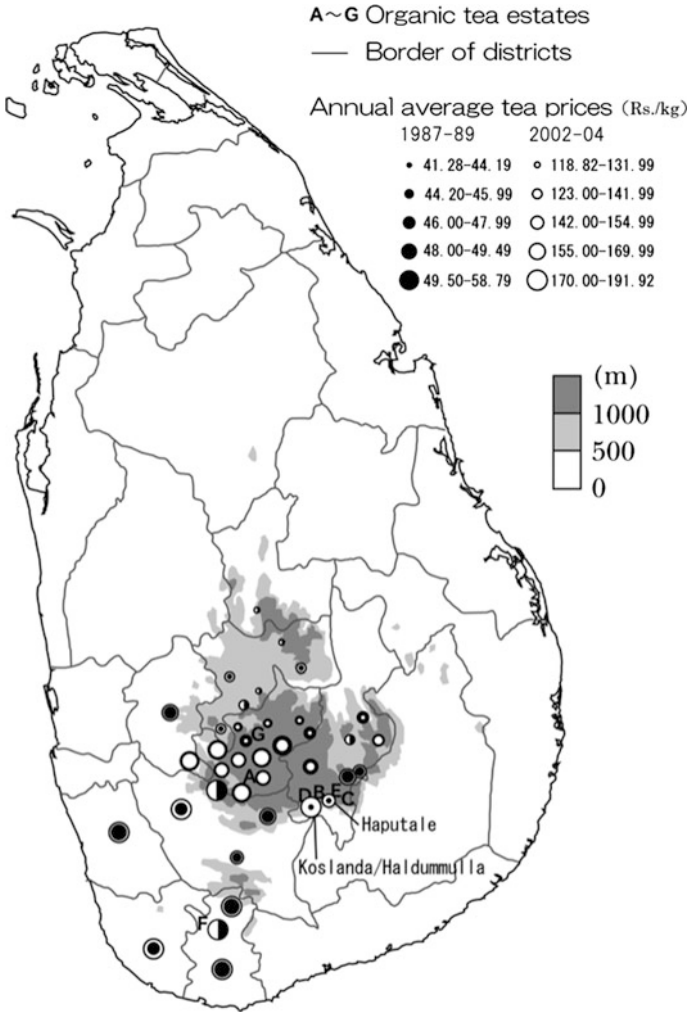 A~G Organic tea estates
Border of districts
Annual average tea prices (Rs./kg)
1987-89 2002-04
41.28-44.19 118.82-131.99
44.20-45.99 123.00-141.99
46.00-47.99 142.00-154.99
48.00-49.49 155.00-169.99
49.50-58.79 170.00-191.92
(m)
1000
500
0
G
A
D B E C
Haputale
Koslanda/Haldummulla
F